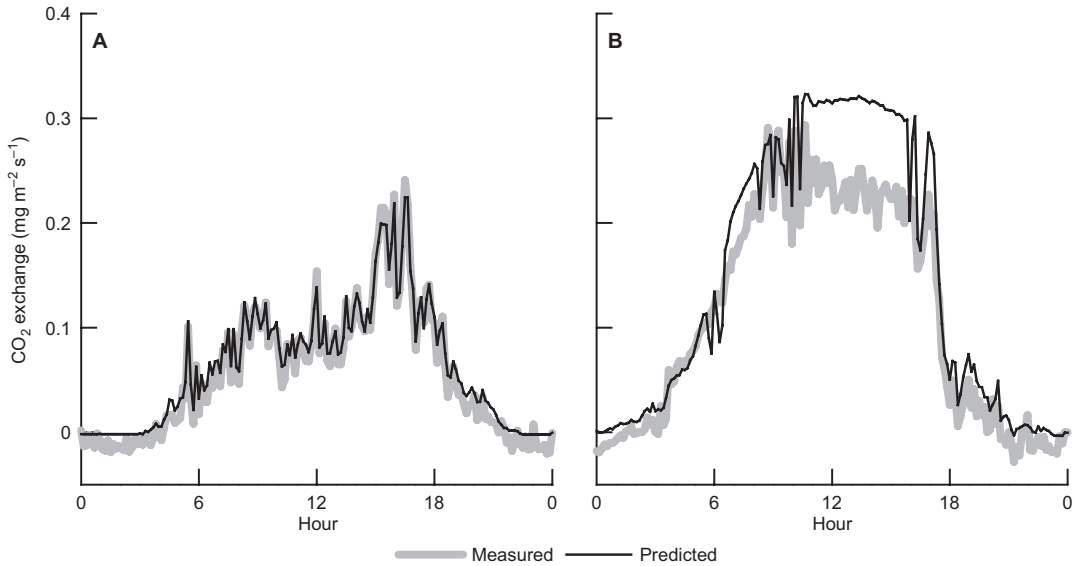 A
B
CO₂ exchange (mg m⁻² s⁻¹)
0.4
0.3
0.2
0.1
0
0 6 12 18 0
0 6 12 18 0
Hour
Hour
Measured Predicted